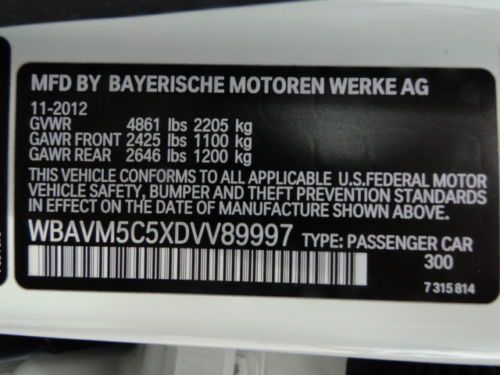 MFD BY BAYERISCHE MOTOREN WERKE AG
11-2012
GVWR 4861 lbs 2205 kg
GAWR FRONT 2425 lbs 1100 kg
GAWR REAR 2646 lbs 1200 kg
THIS VEHICLE CONFORMS TO ALL APPLICABLE U.S.FEDERAL MOTOR
VEHICLE SAFETY, BUMPER AND THEFT PREVENTION STANDARDS
IN EFFECT ON THE DATE OF MANUFACTURE SHOWN ABOVE
WBAVM5C5XDVV89997 TYPE: PASSENGER CAR
300
7 315 814